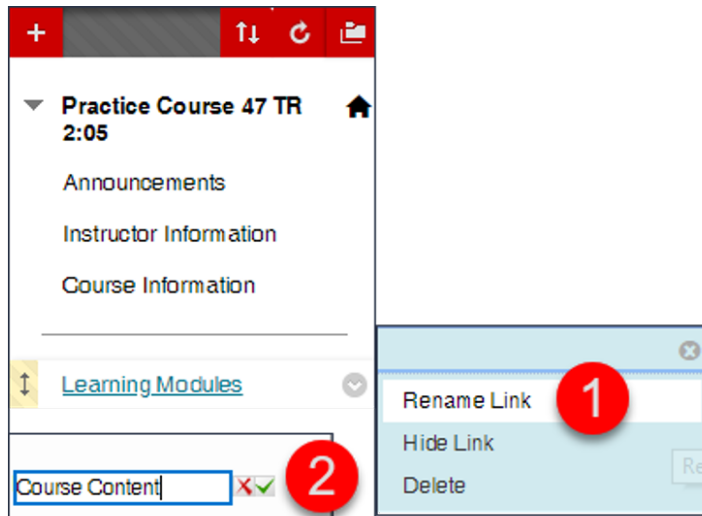 Practice Course 47 TR
2:05
Announcements
Instructor Information
Course Information
Learning Modules
Rename Link
1
Hide Link
Delete
Re
Course Content
2